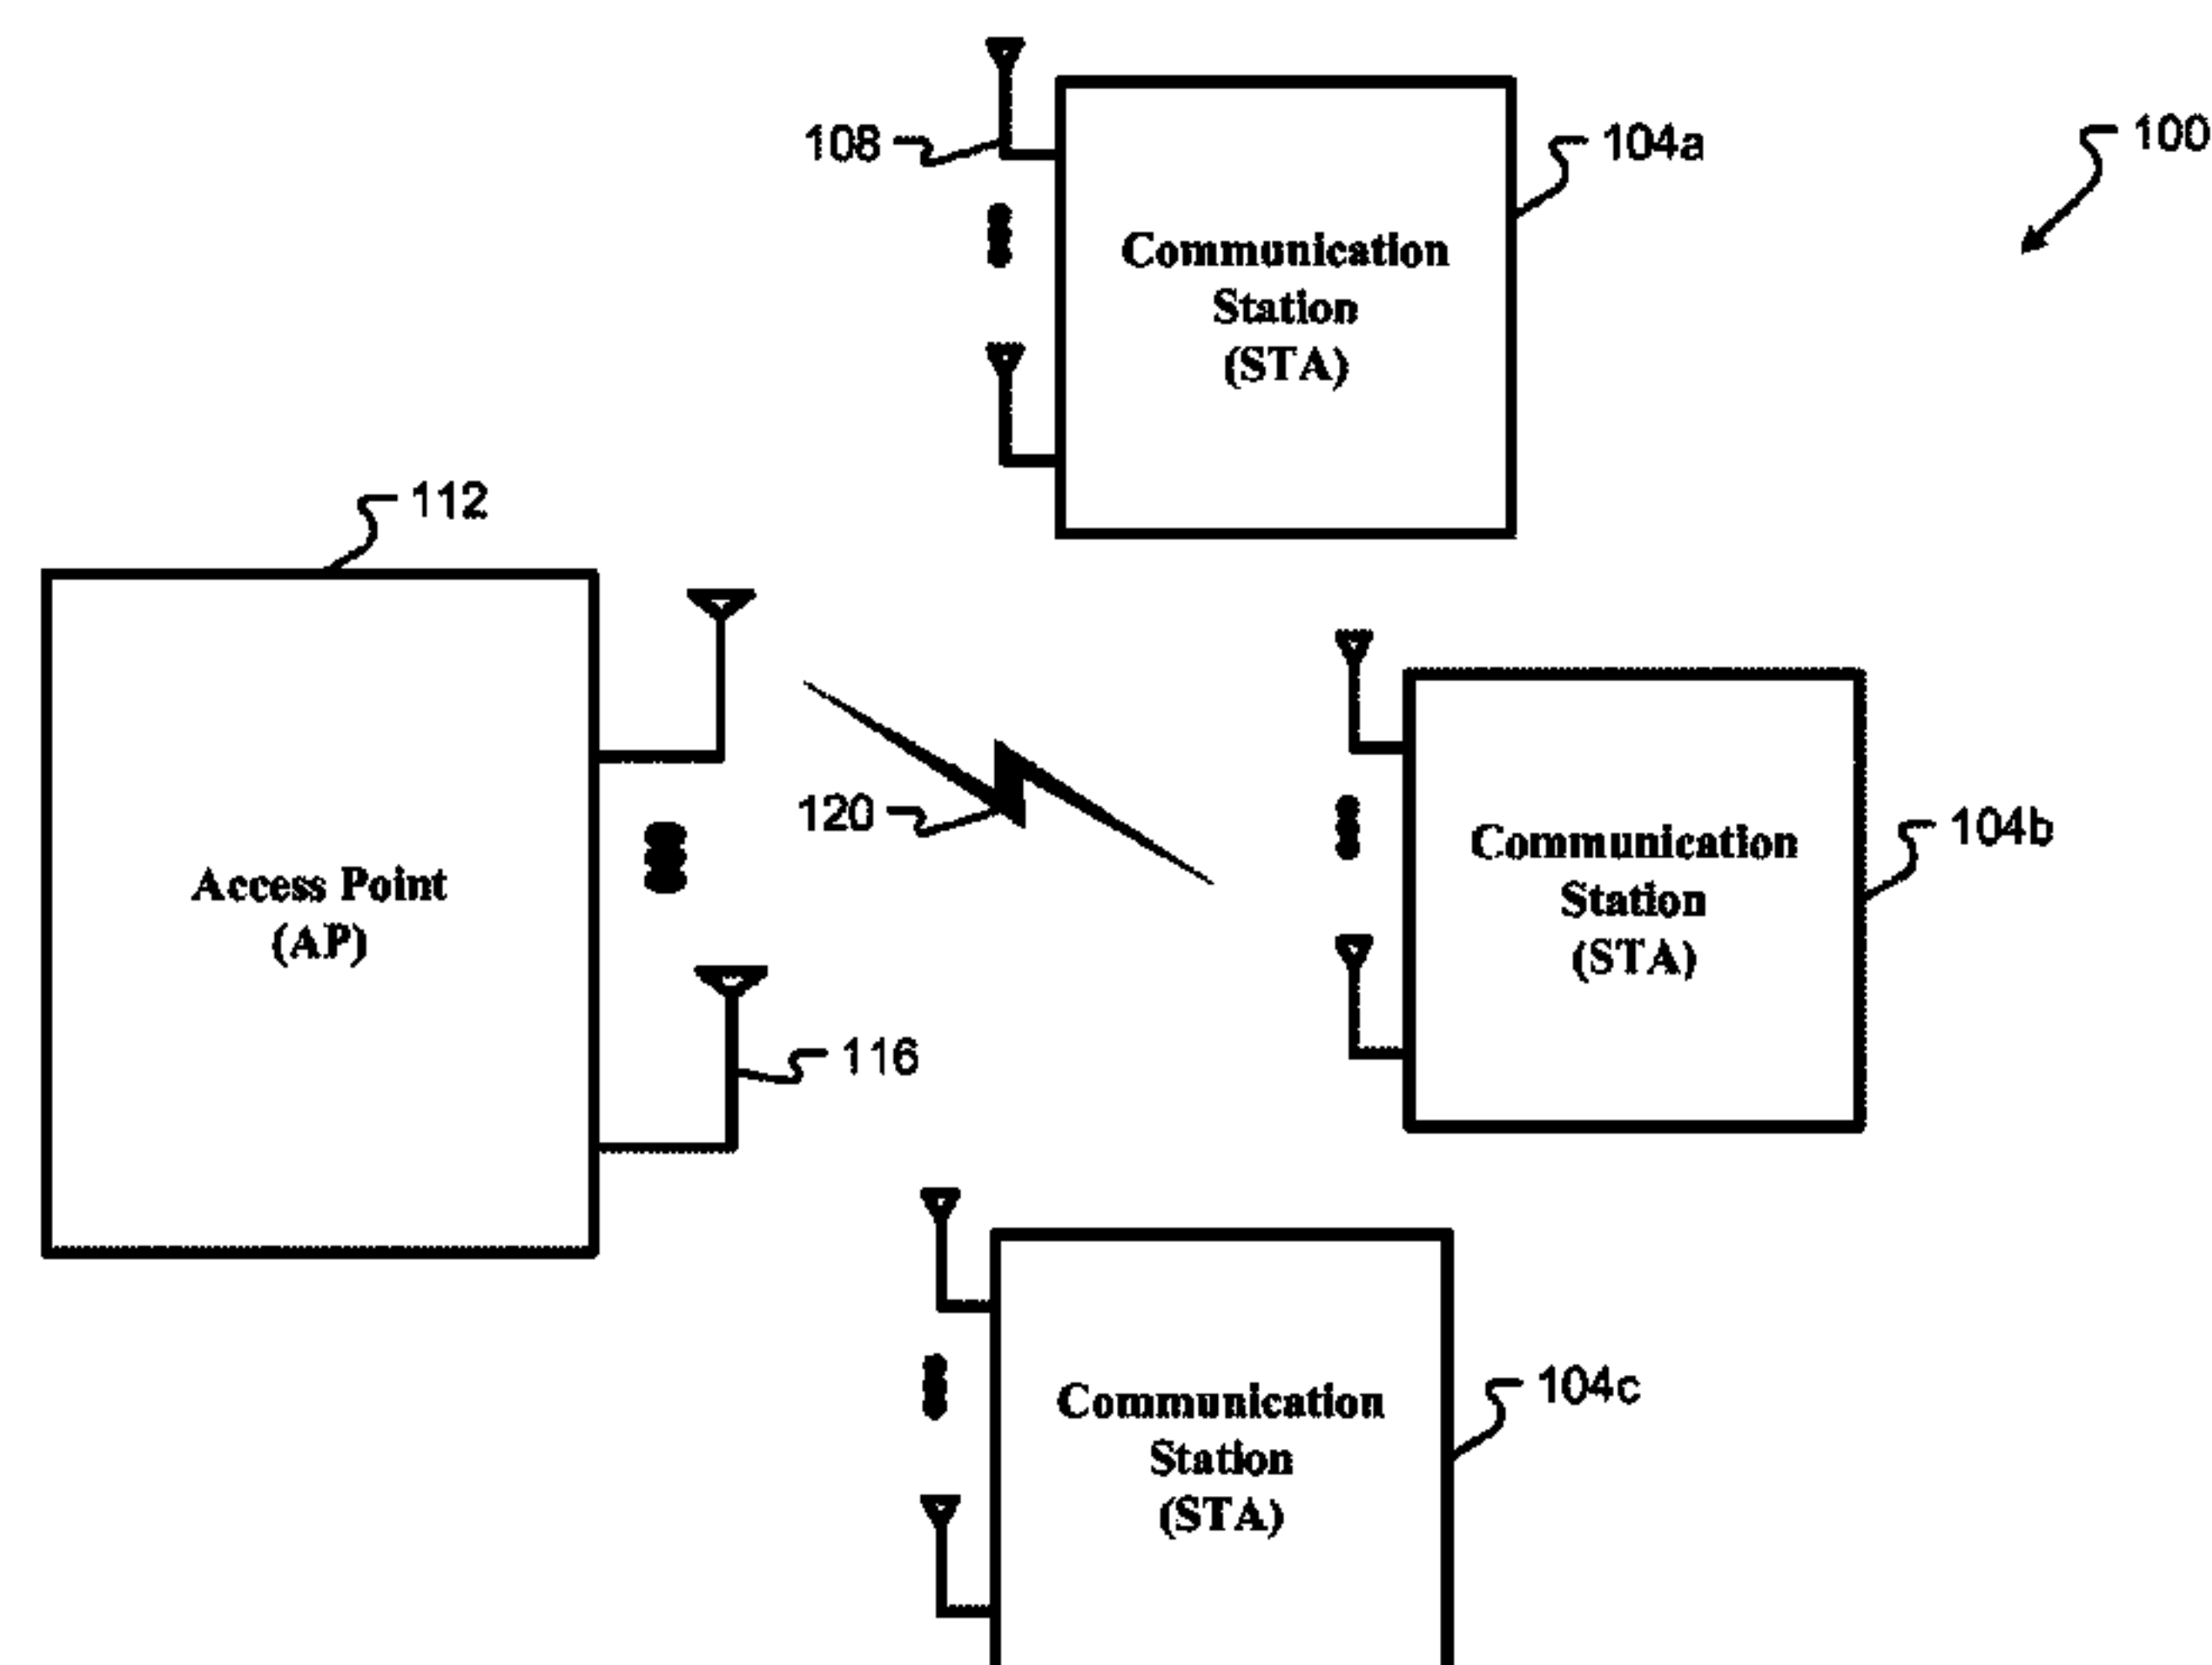 108
104a
100
Communication
Station
(STA)
112
Access Point
(AP)
120
116
Communication
Station
(STA)
104b
Communication
Station
(STA)
104c